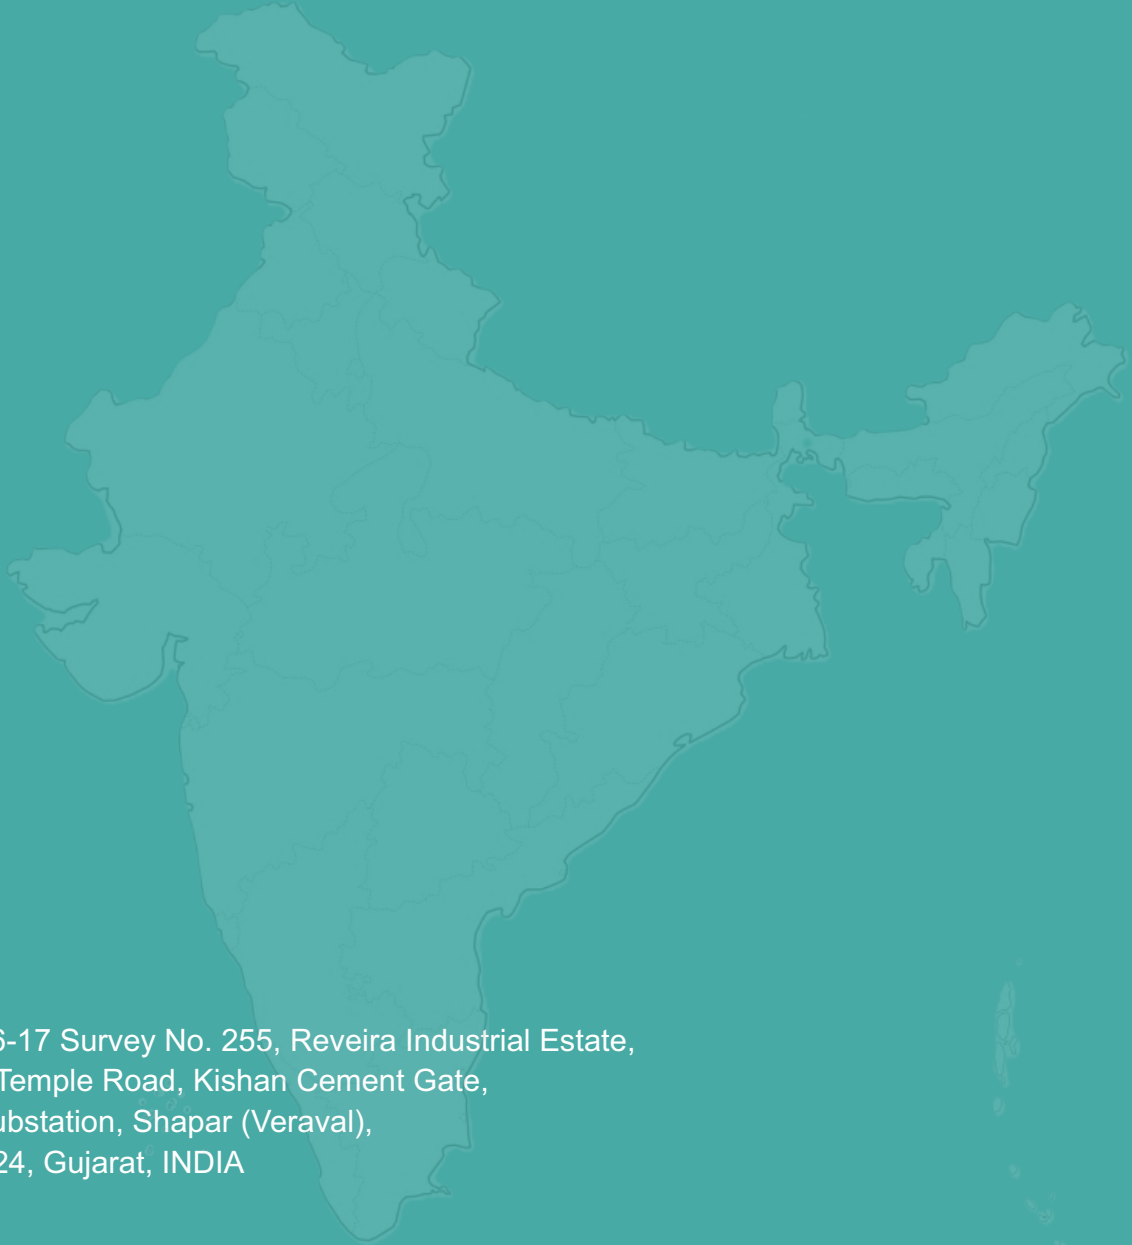 6-17 Survey No. 255, Reveira Industrial Estate,
Temple Road, Kishan Cement Gate,
ubstation, Shapar (Veraval),
24, Gujarat, INDIA